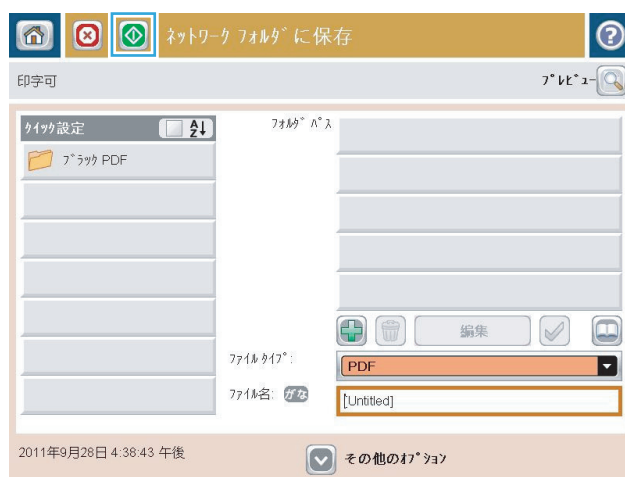 ネットワーク フォルダに保存
印字可
プレビュー
クイック設定
A
Z
フォルダ パス
ブラック PDF
編集
ファイル タイプ:
PDF
ファイル名: がな
[Untitled]
2011年9月28日 4:38:43 午後
その他のオプション